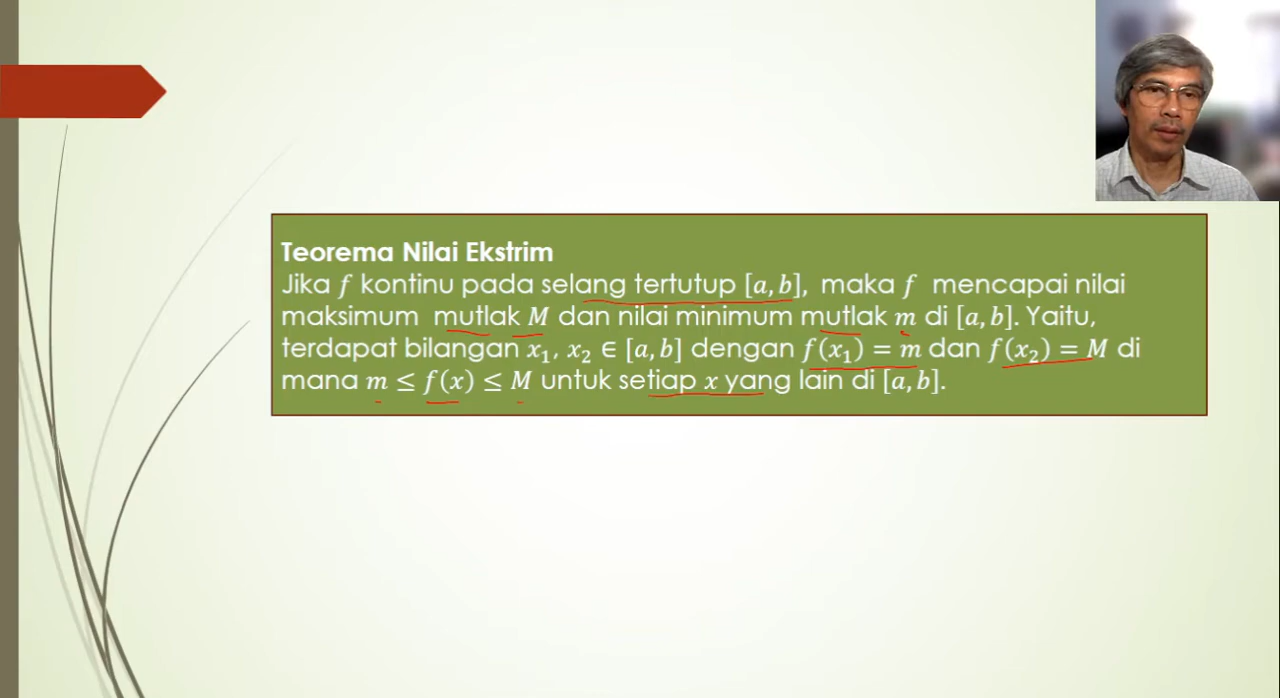 Teorema Nilai Ekstrim
Jika f kontinu pada selang tertutup [a, b], maka f mencapai nilai
maksimum mutlak M dan nilai minimum mutlak m di [a, b]. Yaitu,
terdapat bilangan x₁, x₂ ∈ [a, b] dengan f(x₁) = m dan f(x₂) = M di
mana m ≤ f(x) ≤ M untuk setiap x yang lain di [a, b].